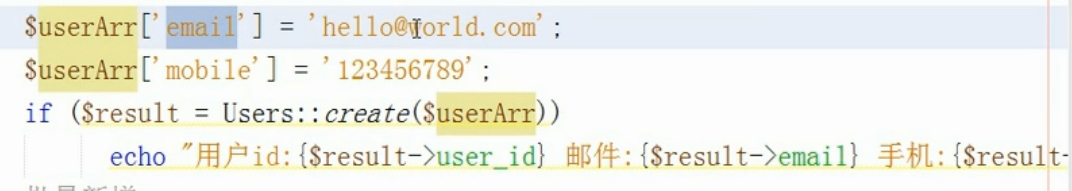 $userArr['email'] = 'hello@world.com';
$userArr['mobile'] = '123456789';
if ($result = Users::create($userArr))
echo "用户id:{$result->user_id} 邮件:{$result->email} 手机:{$result-